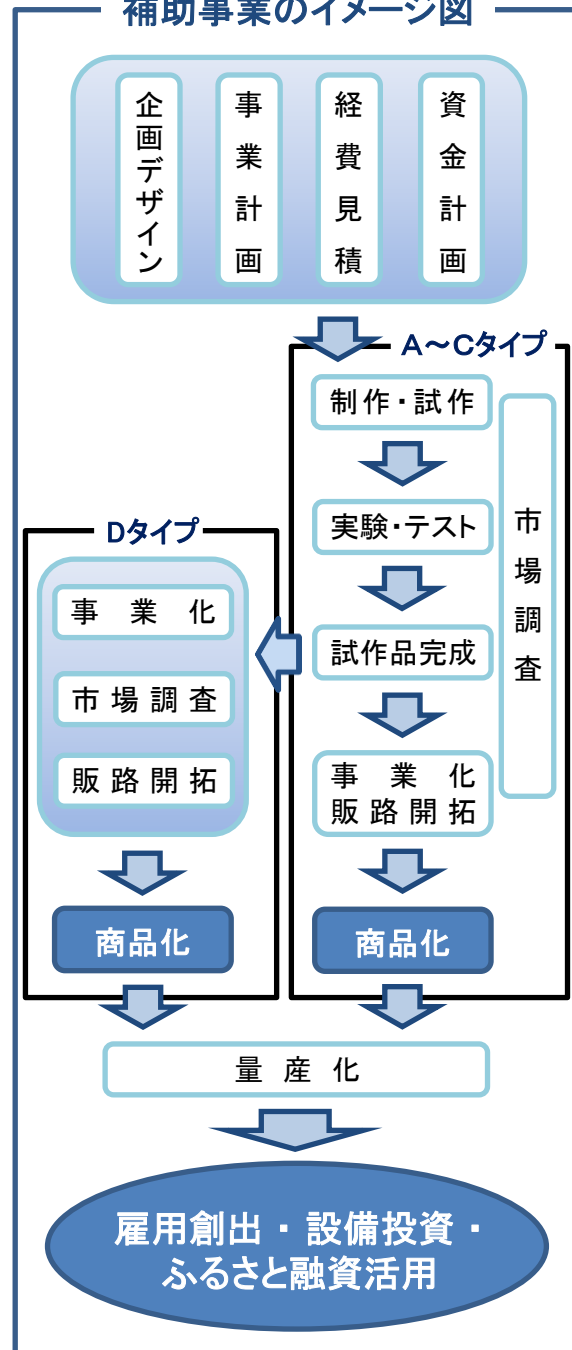 補助事業のイメージ図
企画デザイン
事業計画
経費見積
資金計画
A～Cタイプ
制作・試作
実験・テスト
試作品完成
事業化
販路開拓
市場調査
商品化
Dタイプ
事業化
市場調査
販路開拓
商品化
量産化
雇用創出・設備投資・
ふるさと融資活用